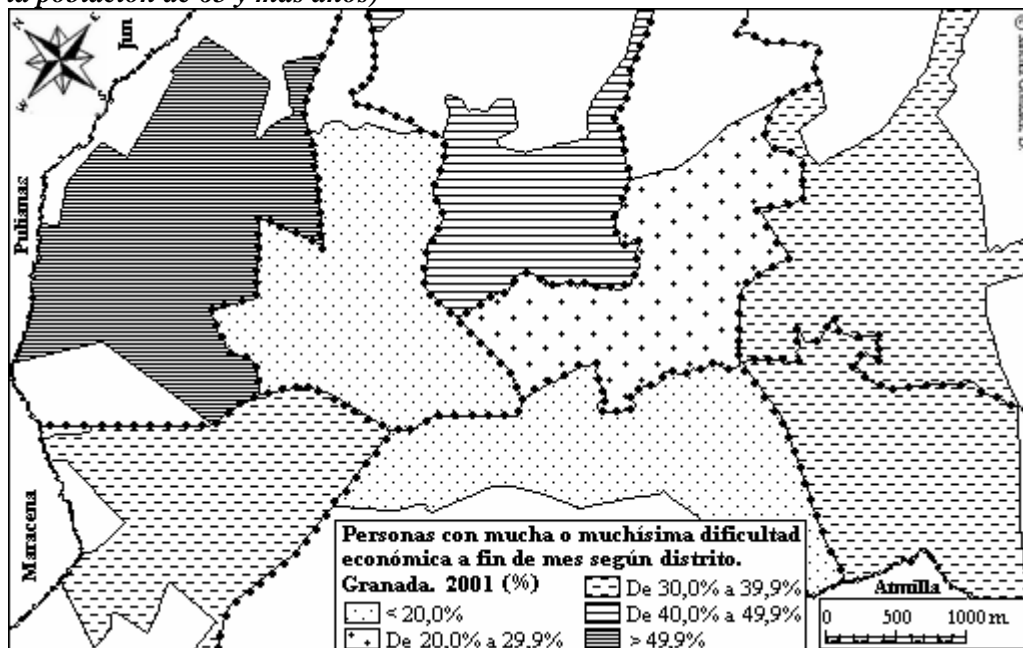 la población de 65 y más años)
N
E
W
S
Jun
Pulianas
Maracena
Personas con mucha o muchísima dificultad
económica a fin de mes según distrito.
Granada. 2001 (%)
< 20,0%
De 20,0% a 29,9%
De 30,0% a 39,9%
De 40,0% a 49,9%
> 49,9%
Armilla
0 500 1000 m.